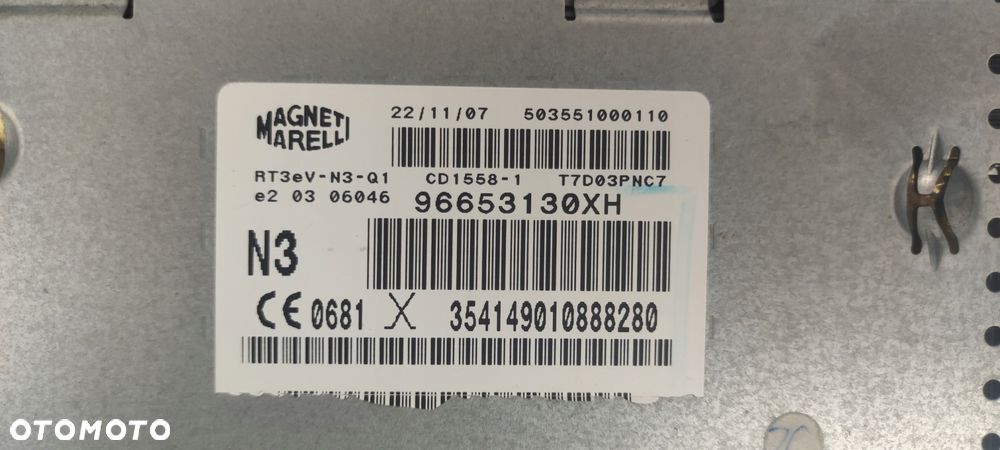 MAGNETI
MARELLI
22/11/07 503551000110
RT3eV-N3-Q1 CD1558-1 T7D03PNC7
e2 03 06046 96653130XH
N3
CE 0681 X 354149010888280
OTOMOTO